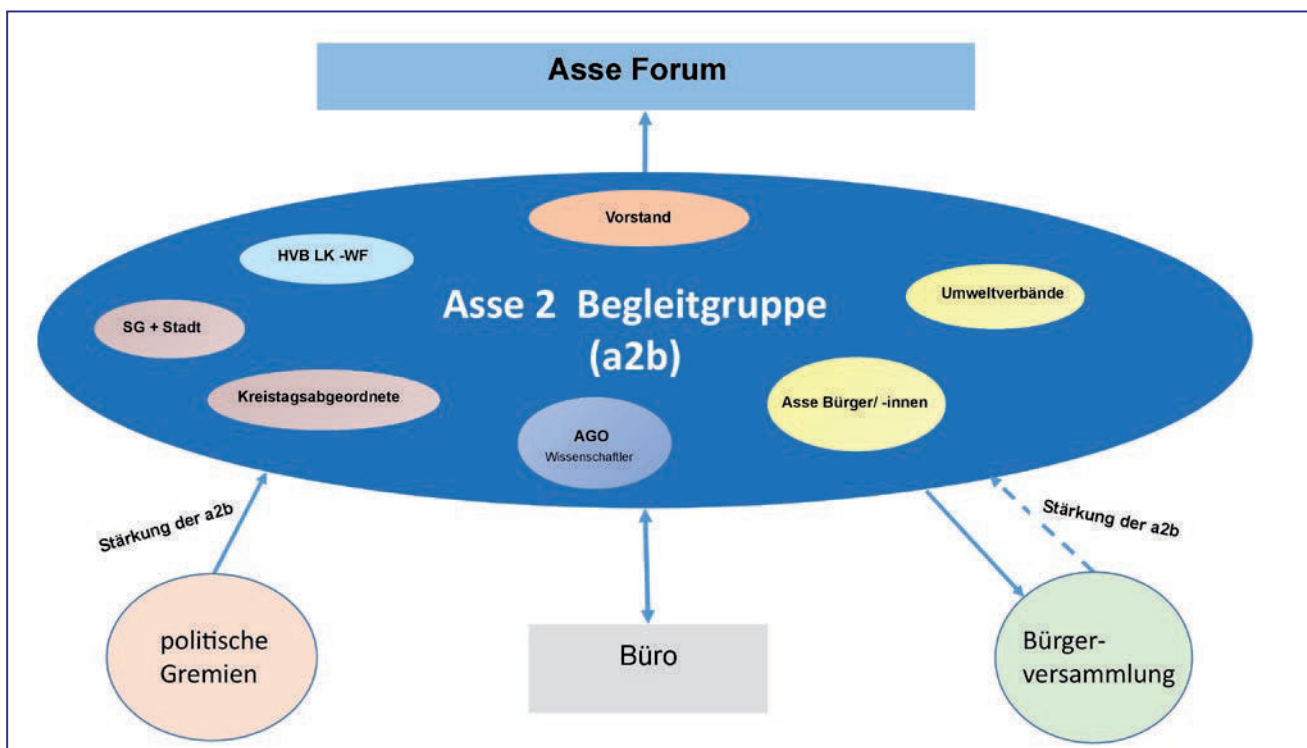 Asse Forum
Vorstand
HVB LK -WF
Umweltverbände
Asse 2 Begleitgruppe
(a2b)
SG + Stadt
Kreistagsabgeordnete
Asse Bürger/ -innen
AGO
Wissenschaftler
Stärkung der a2b
Stärkung der a2b
politische
Gremien
Büro
Bürger-
versammlung